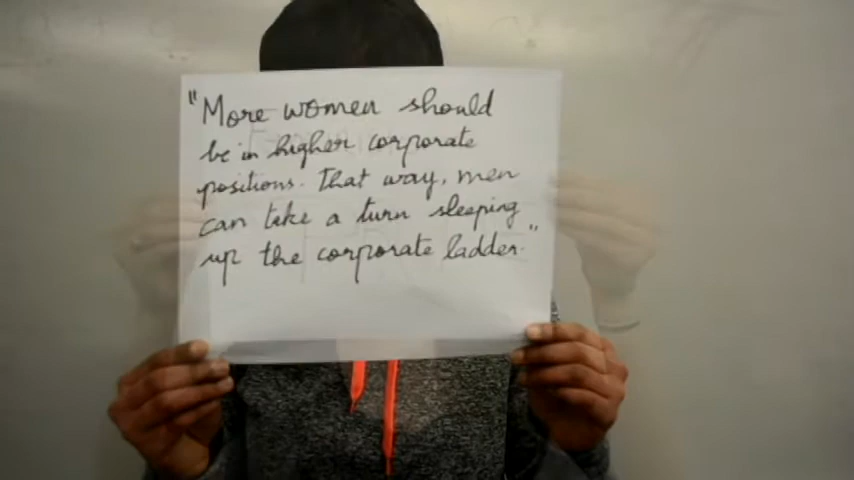 "More women should
be in higher corporate
positions. That way, men
can take a turn sleeping
up the corporate ladder."